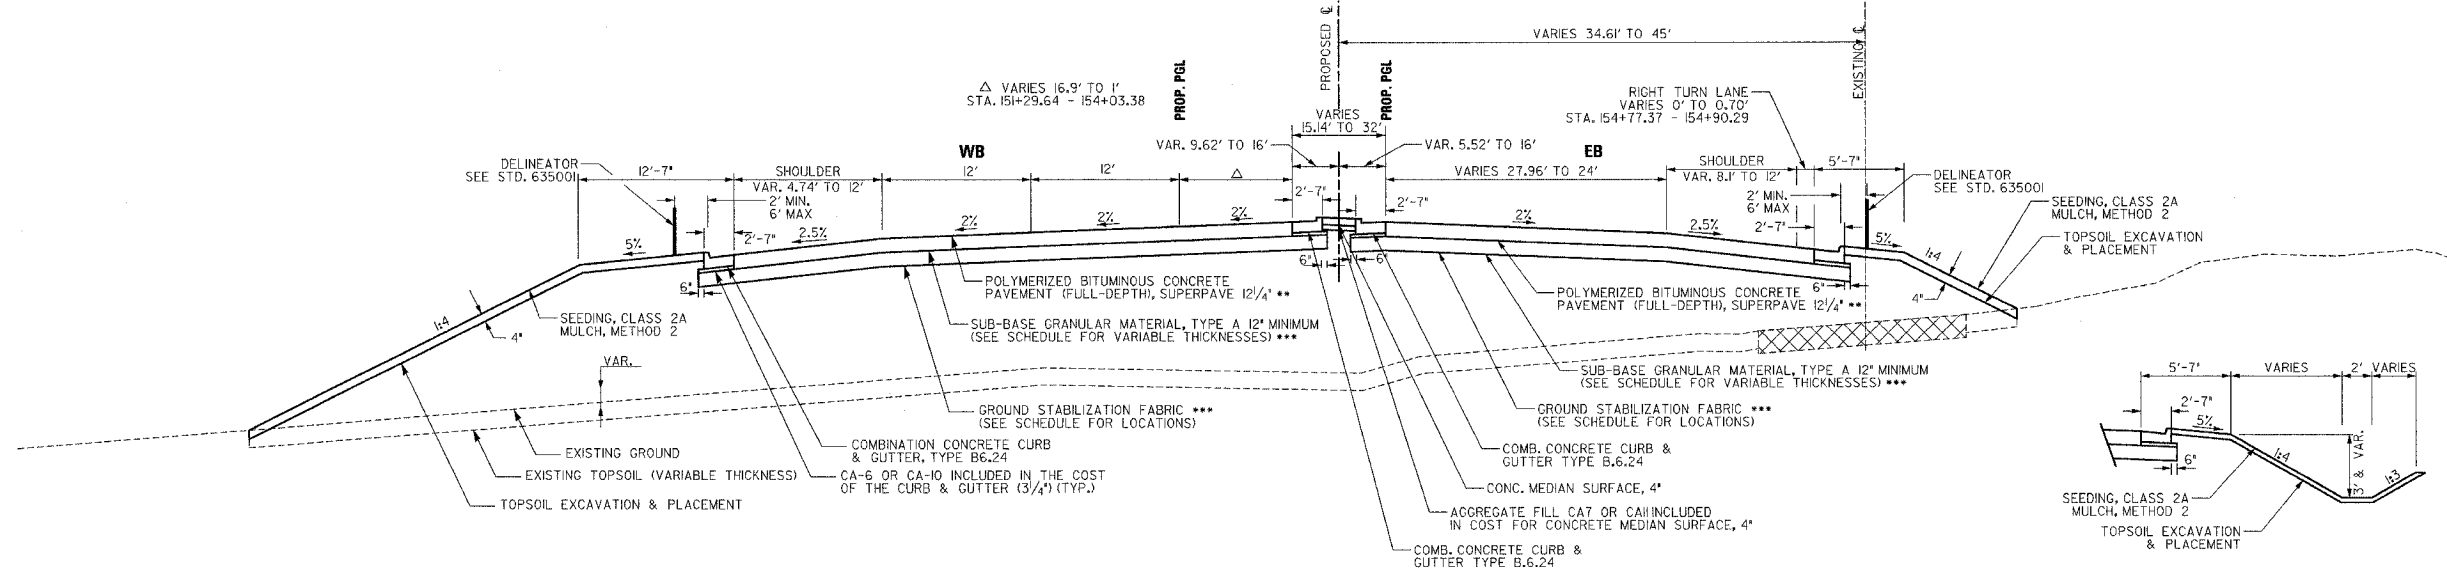 PROPOSED ℄
VARIES 34.61' TO 45'
EXISTING ℄
△ VARIES 16.9' TO 1'
STA. 151+29.64 - 154+03.38
PROP. PGL
PROP. PGL
RIGHT TURN LANE
VARIES 0' TO 0.70'
STA. 154+77.37 - 154+90.29
VARIES
15.14' TO 32'
VAR. 9.62' TO 16'
VAR. 5.52' TO 16'
WB
EB
DELINEATOR
SEE STD. 635001
12'-7"
SHOULDER
VAR. 4.74' TO 12'
2' MIN.
6' MAX
12'
12'
△
VARIES 27.96' TO 24'
SHOULDER
VAR. 8.1' TO 12'
5'-7"
2' MIN.
6' MAX
DELINEATOR
SEE STD. 635001
2'-7"
2'-7"
2'-7"
2'-7"
5%
2.5%
2%
2%
2%
2%
2.5%
5%
SEEDING, CLASS 2A
MULCH, METHOD 2
TOPSOIL EXCAVATION
& PLACEMENT
1:4
4"
6"
6"
6"
6"
1:4
4"
SEEDING, CLASS 2A
MULCH, METHOD 2
POLYMERIZED BITUMINOUS CONCRETE
PAVEMENT (FULL-DEPTH), SUPERPAVE 12 1/4" **
POLYMERIZED BITUMINOUS CONCRETE
PAVEMENT (FULL-DEPTH), SUPERPAVE 12 1/4" **
SUB-BASE GRANULAR MATERIAL, TYPE A 12" MINIMUM
(SEE SCHEDULE FOR VARIABLE THICKNESSES) ***
SUB-BASE GRANULAR MATERIAL, TYPE A 12" MINIMUM
(SEE SCHEDULE FOR VARIABLE THICKNESSES) ***
VAR.
GROUND STABILIZATION FABRIC ***
(SEE SCHEDULE FOR LOCATIONS)
GROUND STABILIZATION FABRIC ***
(SEE SCHEDULE FOR LOCATIONS)
EXISTING GROUND
COMBINATION CONCRETE CURB
& GUTTER, TYPE B6.24
COMB. CONCRETE CURB &
GUTTER TYPE B.6.24
EXISTING TOPSOIL (VARIABLE THICKNESS)
CA-6 OR CA-10 INCLUDED IN THE COST
OF THE CURB & GUTTER (3 1/4") (TYP.)
CONC. MEDIAN SURFACE, 4"
TOPSOIL EXCAVATION & PLACEMENT
AGGREGATE FILL CA7 OR CA11 INCLUDED
IN COST FOR CONCRETE MEDIAN SURFACE, 4"
COMB. CONCRETE CURB &
GUTTER TYPE B.6.24
5'-7"
VARIES
2'
VARIES
2'-7"
5%
6"
1:4
3' & VAR.
1:3
SEEDING, CLASS 2A
MULCH, METHOD 2
TOPSOIL EXCAVATION
& PLACEMENT